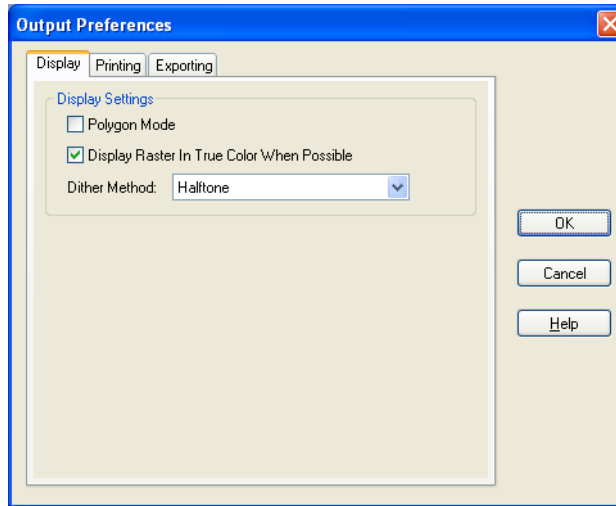 Output Preferences
Display Printing Exporting
Display Settings
Polygon Mode
Display Raster In True Color When Possible
Dither Method: Halftone
OK
Cancel
Help